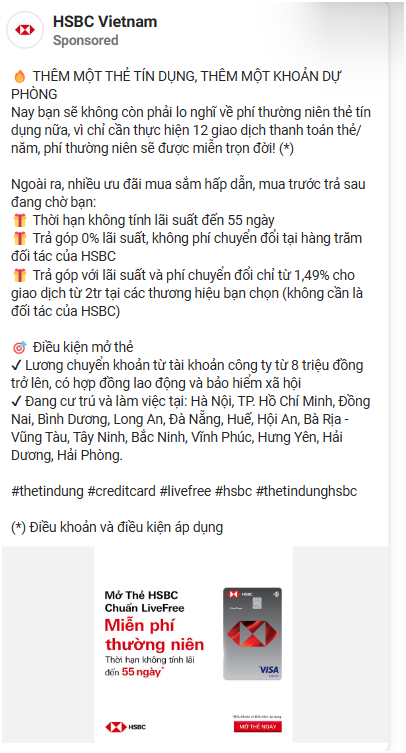 HSBC Vietnam
Sponsored
🔥 THÊM MỘT THẺ TÍN DỤNG, THÊM MỘT KHOẢN DỰ
PHÒNG
Nay bạn sẽ không còn phải lo nghĩ về phí thường niên thẻ tín
dụng nữa, vì chỉ cần thực hiện 12 giao dịch thanh toán thẻ/
năm, phí thường niên sẽ được miễn trọn đời! (*)
Ngoài ra, nhiều ưu đãi mua sắm hấp dẫn, mua trước trả sau
đang chờ bạn:
🎁 Thời hạn không tính lãi suất đến 55 ngày
🎁 Trả góp 0% lãi suất, không phí chuyển đổi tại hàng trăm
đối tác của HSBC
🎁 Trả góp với lãi suất và phí chuyển đổi chỉ từ 1,49% cho
giao dịch từ 2tr tại các thương hiệu bạn chọn (không cần là
đối tác của HSBC)
🎯 Điều kiện mở thẻ
✓ Lương chuyển khoản từ tài khoản công ty từ 8 triệu đồng
trở lên, có hợp đồng lao động và bảo hiểm xã hội
✓ Đang cư trú và làm việc tại: Hà Nội, TP. Hồ Chí Minh, Đồng
Nai, Bình Dương, Long An, Đà Nẵng, Huế, Hội An, Bà Rịa -
Vũng Tàu, Tây Ninh, Bắc Ninh, Vĩnh Phúc, Hưng Yên, Hải
Dương, Hải Phòng.
#thetindung #creditcard #livefree #hsbc #thetindunghsbc
(*) Điều khoản và điều kiện áp dụng
Mở Thẻ HSBC
Chuẩn LiveFree
Miễn phí
thường niên
Thời hạn không tính lãi
đến 55 ngày*
HSBC
HSBC
VISA
*Điều khoản và Điều kiện áp dụng.
MỞ THẺ NGAY